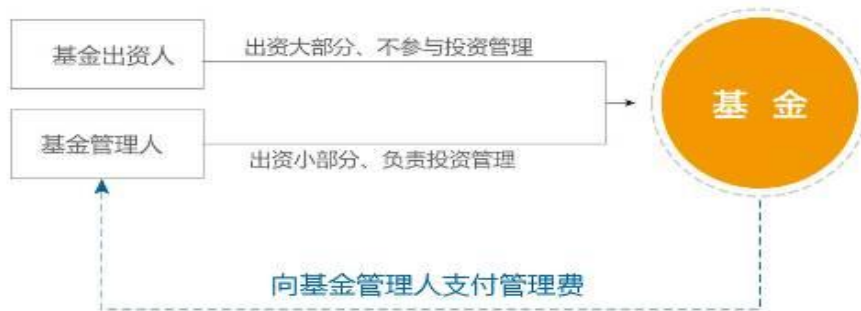 基金出资人
出资大部分、不参与投资管理
基 金
基金管理人
出资小部分、负责投资管理
向基金管理人支付管理费